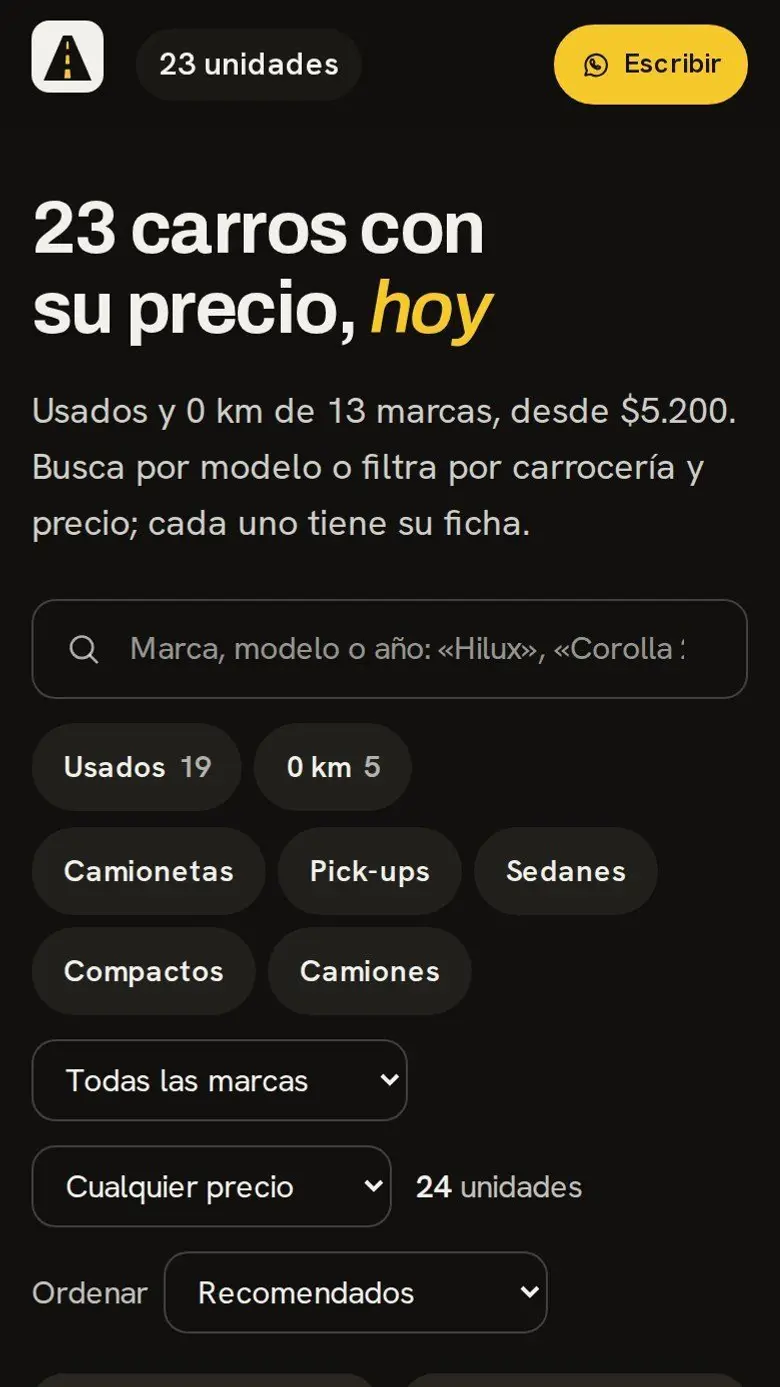 23 unidades
Escribir
23 carros con
su precio, hoy
Usados y 0 km de 13 marcas, desde $5.200.
Busca por modelo o filtra por carrocería y
precio; cada uno tiene su ficha.
Marca, modelo o año: «Hilux», «Corolla
Usados 19
0 km 5
Camionetas
Pick-ups
Sedanes
Compactos
Camiones
Todas las marcas
Cualquier precio
24 unidades
Ordenar
Recomendados